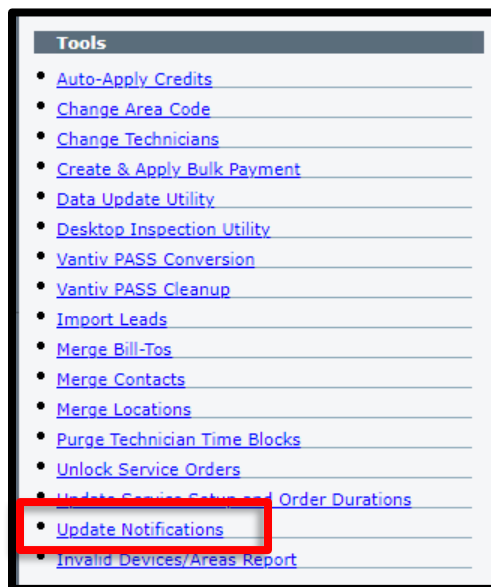 Tools
Auto-Apply Credits
Change Area Code
Change Technicians
Create & Apply Bulk Payment
Data Update Utility
Desktop Inspection Utility
Vantiv PASS Conversion
Vantiv PASS Cleanup
Import Leads
Merge Bill-Tos
Merge Contacts
Merge Locations
Purge Technician Time Blocks
Unlock Service Orders
Update Service Setup and Order Durations
Update Notifications
Invalid Devices/Areas Report